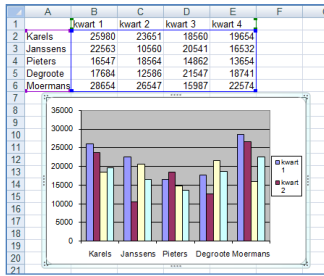 A B C D E F
1 kwart 1 kwart 2 kwart 3 kwart 4
2 Karels 25980 23651 18560 19654
3 Janssens 22563 10560 20541 16532
4 Pieters 16547 18564 14862 13654
5 Degroote 17684 12586 21547 18741
6 Moermans 28654 26547 15987 22574
7
8 35000
9
10 30000
11 25000
12
13 20000
14 15000
15
16 10000
17 5000
18 0
19 Karels Janssens Pieters Degroote Moermans
20
21
kwart
1
kwart
2